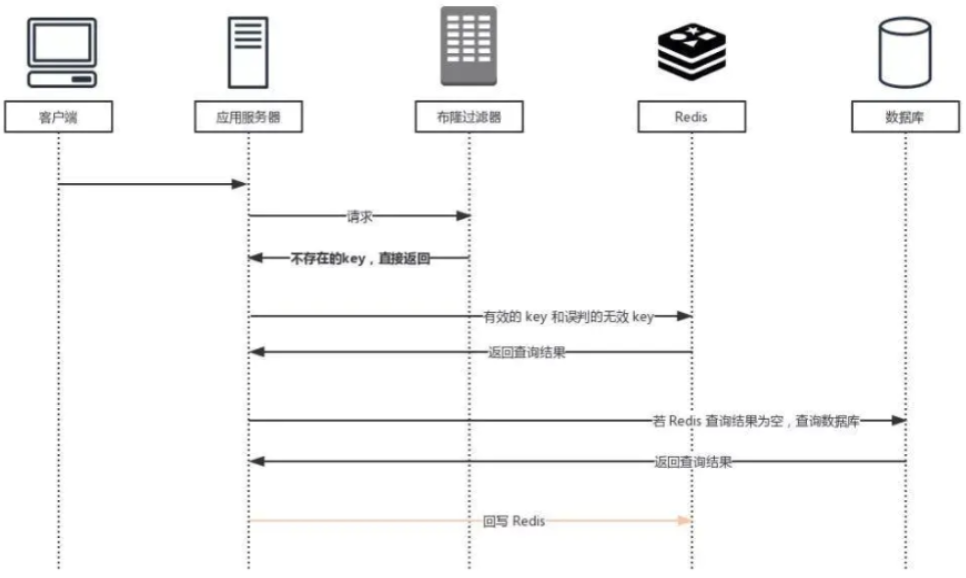 客户端
应用服务器
布隆过滤器
Redis
数据库
请求
不存在的key，直接返回
有效的 key 和误判的无效 key
返回查询结果
若 Redis 查询结果为空，查询数据库
返回查询结果
回写 Redis